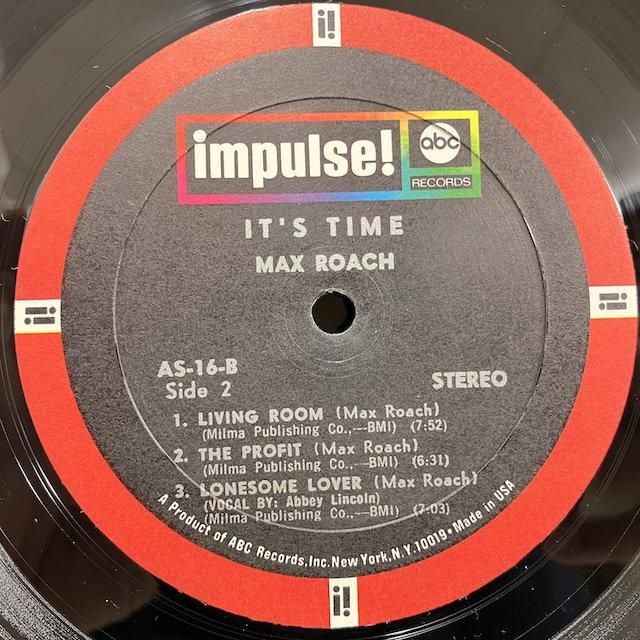 i!
impulse!
abc
RECORDS
IT'S TIME
MAX ROACH
AS-16-B
Side 2
STEREO
1. LIVING ROOM (Max Roach)
(Milma Publishing Co.,—BMI) (7:52)
2. THE PROFIT (Max Roach)
(Milma Publishing Co.,—BMI) (6:31)
3. LONESOME LOVER (Max Roach)
(VOCAL BY: Abbey Lincoln)
(Milma Publishing Co.,—BMI) (7:03)
A Product of ABC Records, Inc. New York, N.Y. 10019 • Made in USA
i!
i!
i!